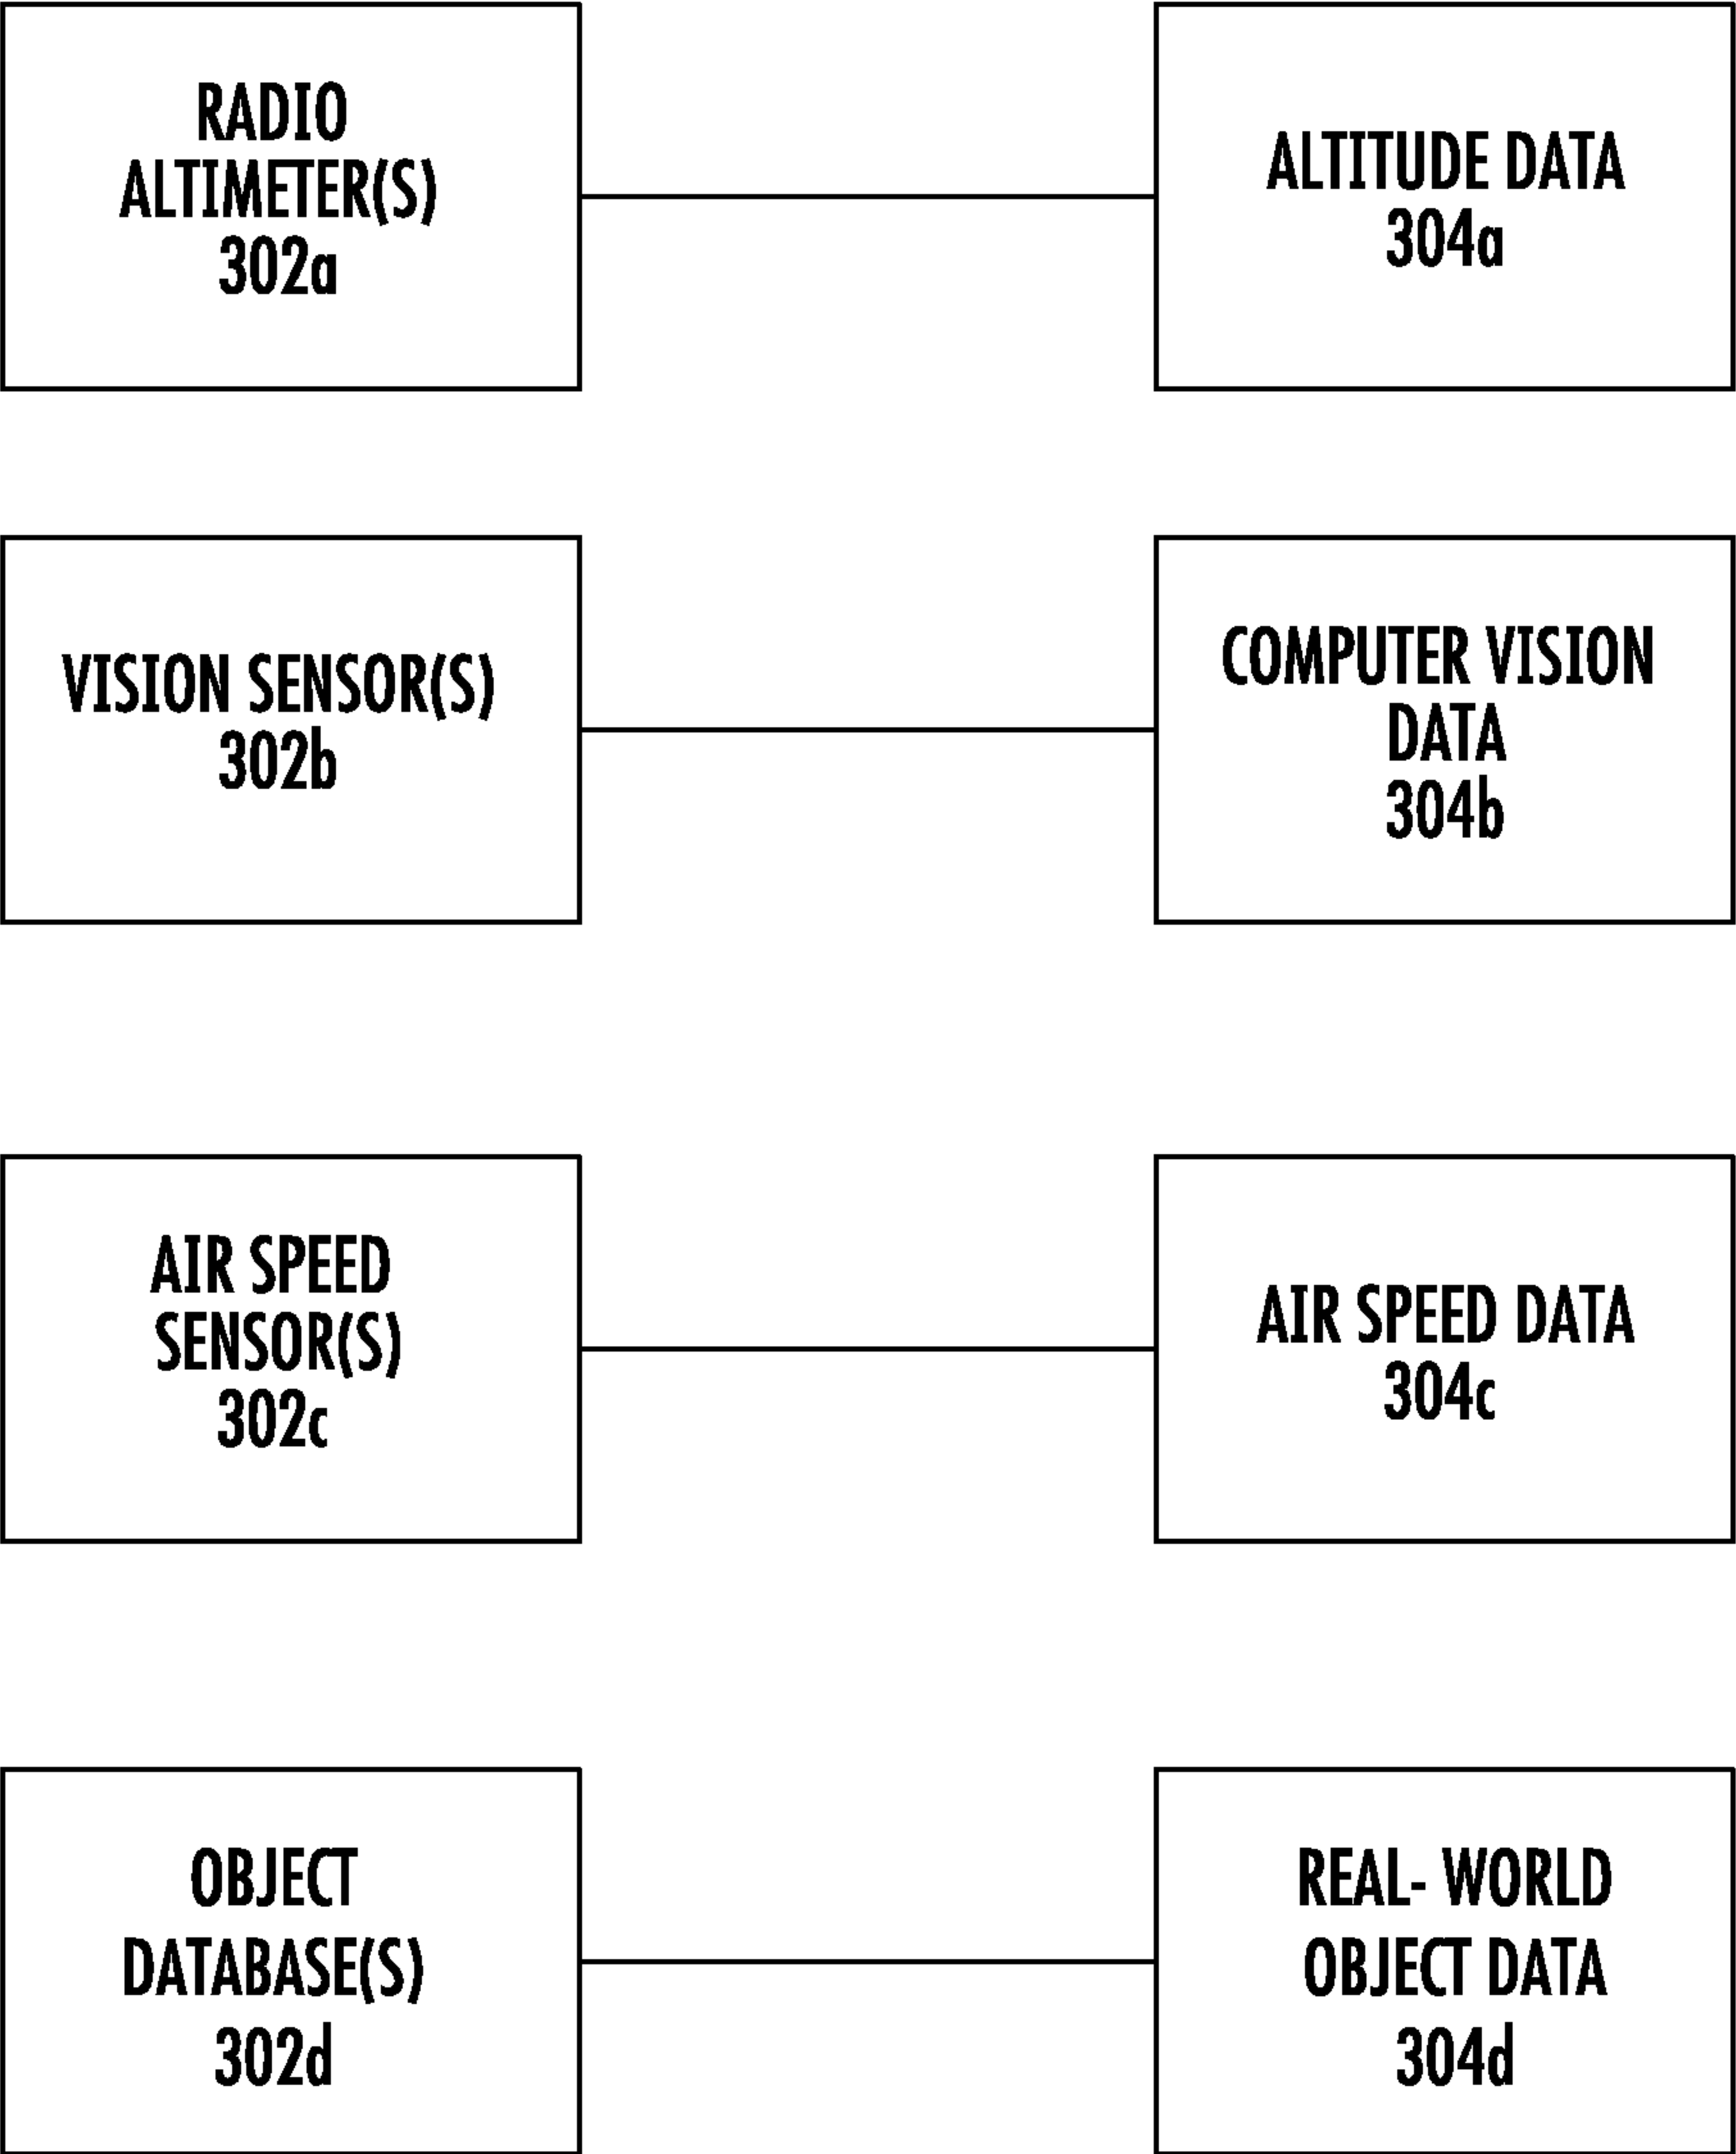 RADIO
ALTIMETER(S)
302a
ALTITUDE DATA
304a
VISION SENSOR(S)
302b
COMPUTER VISION
DATA
304b
AIR SPEED
SENSOR(S)
302c
AIR SPEED DATA
304c
OBJECT
DATABASE(S)
302d
REAL- WORLD
OBJECT DATA
304d